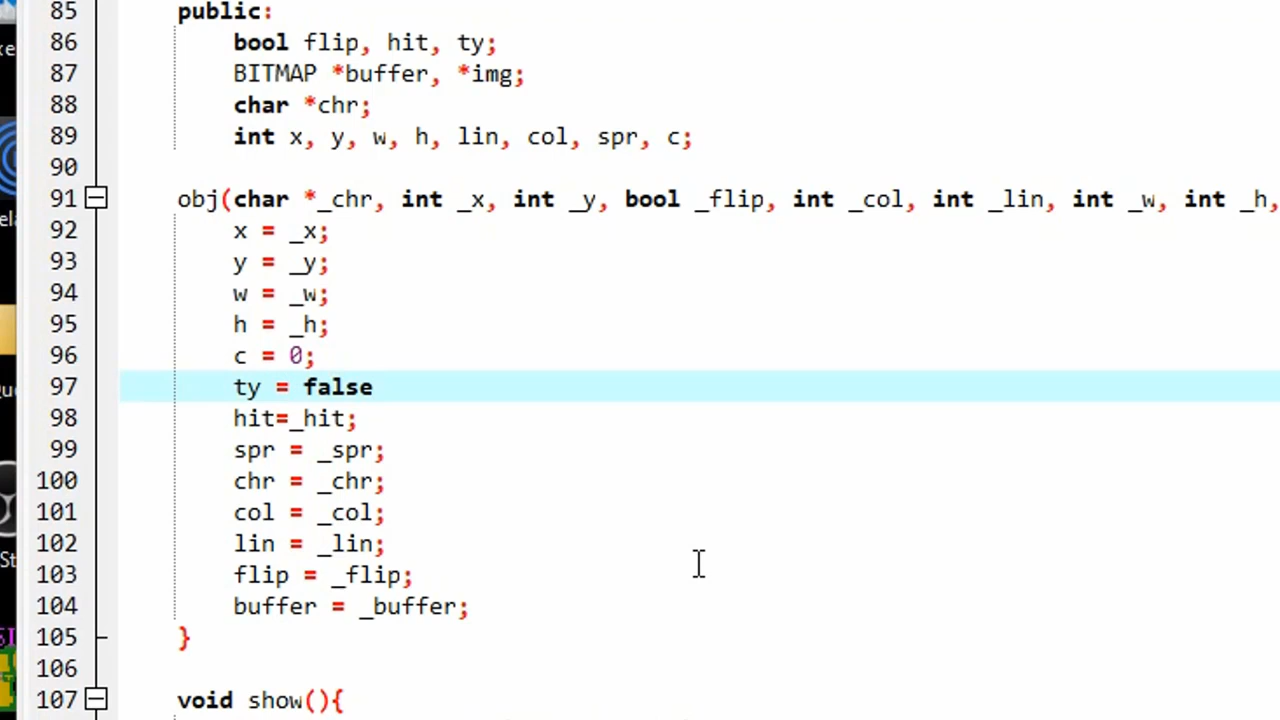 85 public:
86 bool flip, hit, ty;
87 BITMAP *buffer, *img;
88 char *chr;
89 int x, y, w, h, lin, col, spr, c;
90
91 obj(char *_chr, int _x, int _y, bool _flip, int _col, int _lin, int _w, int _h,
92 x = _x;
93 y = _y;
94 w = _w;
95 h = _h;
96 c = 0;
97 ty = false
98 hit=_hit;
99 spr = _spr;
100 chr = _chr;
101 col = _col;
102 lin = _lin;
103 flip = _flip;
104 buffer = _buffer;
105 }
106
107 void show(){